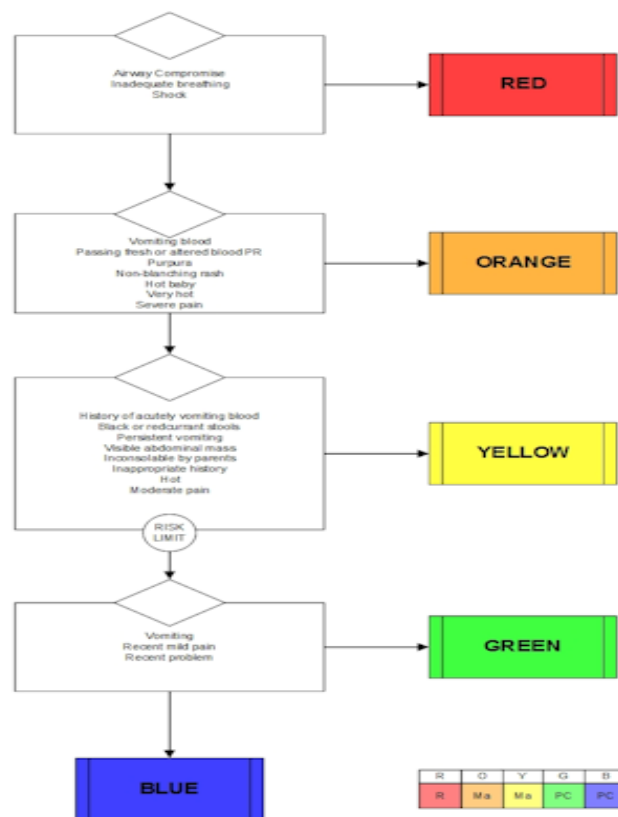 Airway Compromise
Inadequate breathing
Shock
RED
Vomiting blood
Passing fresh or altered blood PR
Purpura
Non-blanching rash
Hot baby
Very hot
Severe pain
ORANGE
History of acutely vomiting blood
Black or redcurrant stools
Persistent vomiting
Visible abdominal mass
Inconsolable by parents
Inappropriate history
Hot
Moderate pain
YELLOW
RISK
LIMIT
Vomiting
Recent mild pain
Recent problem
GREEN
BLUE
R O Y G B
R Ma Ma PC PC